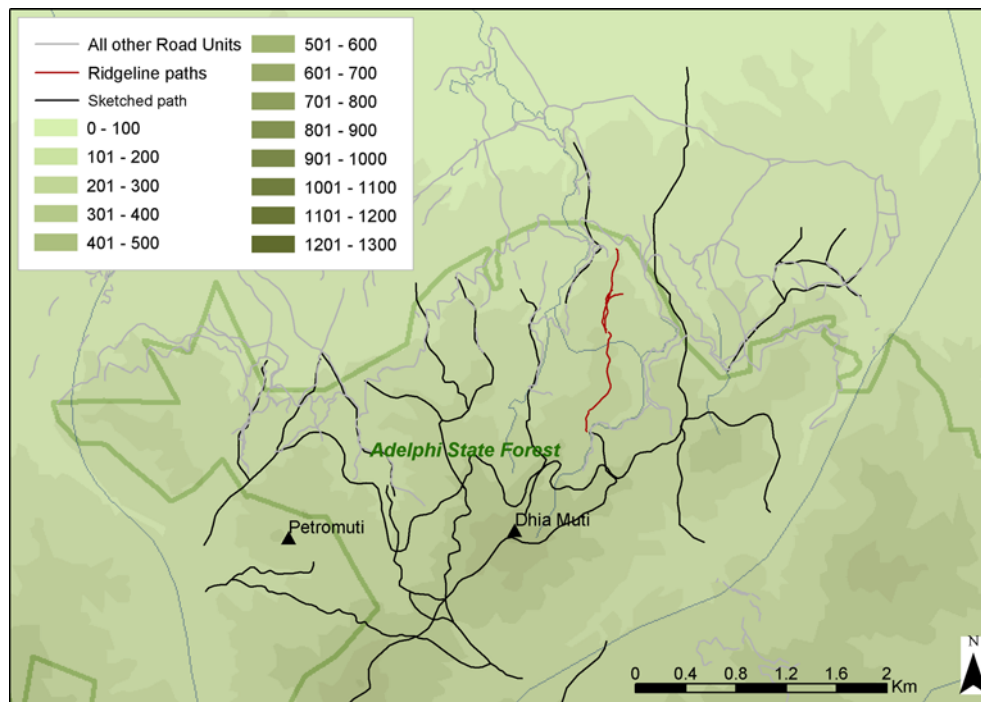 All other Road Units
Ridgeline paths
Sketched path
0 - 100
101 - 200
201 - 300
301 - 400
401 - 500
501 - 600
601 - 700
701 - 800
801 - 900
901 - 1000
1001 - 1100
1101 - 1200
1201 - 1300
Adelphi State Forest
Petromuti
Dhia Muti
N
0 0.4 0.8 1.2 1.6 2
Km